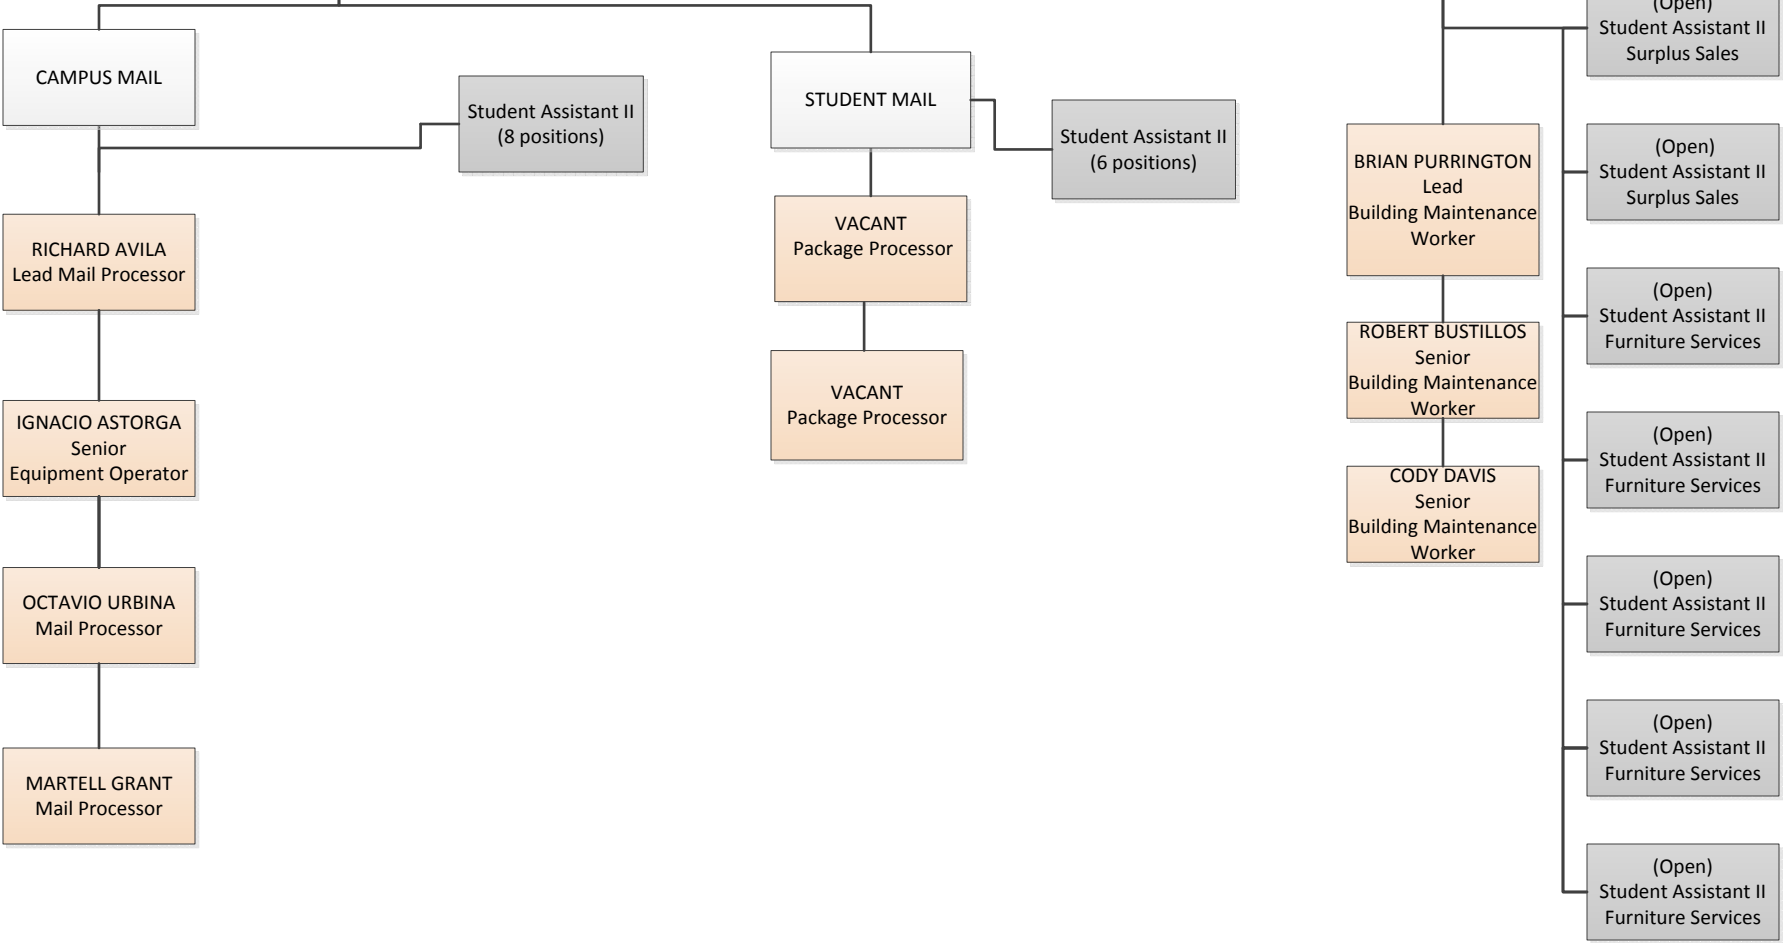 CAMPUS MAIL
Student Assistant II
(8 positions)
RICHARD AVILA
Lead Mail Processor
IGNACIO ASTORGA
Senior
Equipment Operator
OCTAVIO URBINA
Mail Processor
MARTELL GRANT
Mail Processor
STUDENT MAIL
Student Assistant II
(6 positions)
VACANT
Package Processor
VACANT
Package Processor
BRIAN PURRINGTON
Lead
Building Maintenance
Worker
ROBERT BUSTILLOS
Senior
Building Maintenance
Worker
CODY DAVIS
Senior
Building Maintenance
Worker
(Open)
Student Assistant II
Surplus Sales
(Open)
Student Assistant II
Surplus Sales
(Open)
Student Assistant II
Furniture Services
(Open)
Student Assistant II
Furniture Services
(Open)
Student Assistant II
Furniture Services
(Open)
Student Assistant II
Furniture Services
(Open)
Student Assistant II
Furniture Services